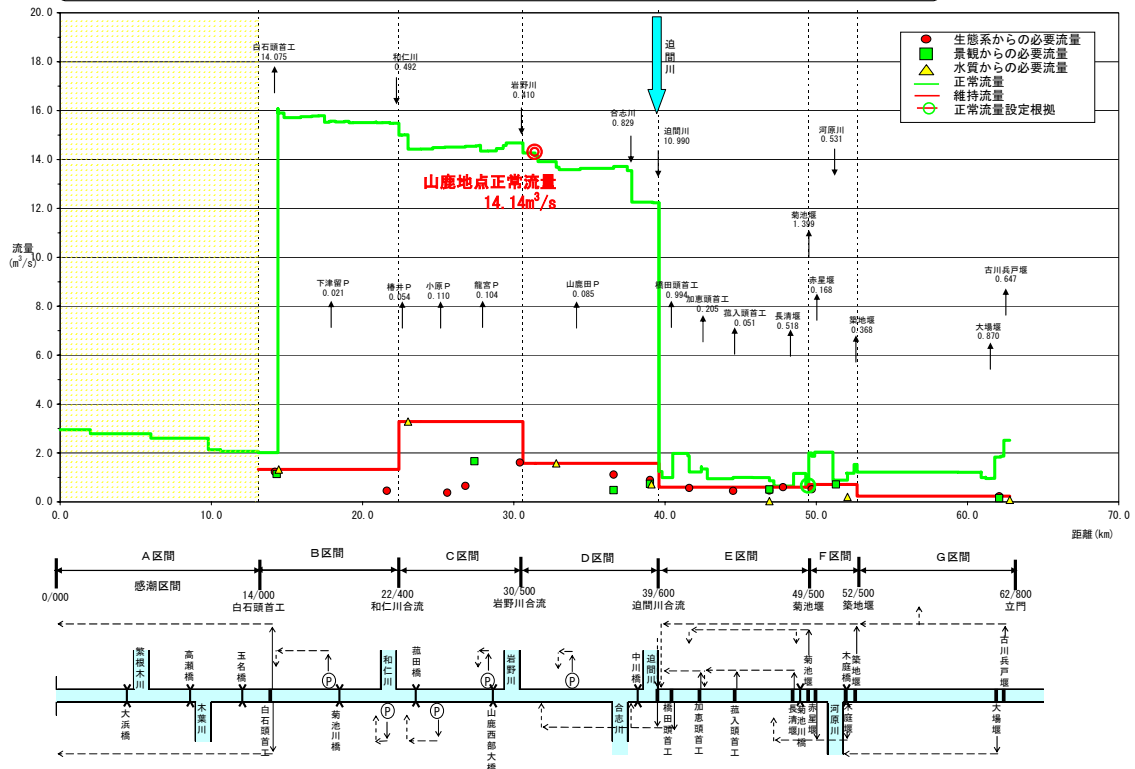 20.0
18.0
16.0
14.0
12.0
10.0
8.0
6.0
4.0
2.0
0.0
流量
(m³/s)
0.0
10.0
20.0
30.0
40.0
50.0
60.0
距離(km)
生態系からの必要流量
景観からの必要流量
水質からの必要流量
正常流量
維持流量
正常流量設定根拠
白石頭首工
14.075
和仁川
0.492
岩野川
0.410
迫間川
合志川
0.829
迫間川
10.990
河原川
0.531
山鹿地点正常流量
14.14m³/s
下津留P
0.021
椿井P
0.054
小原P
0.110
龍宮P
0.104
山鹿田P
0.085
橋田頭首工
0.994
加恵頭首工
0.205
菰入頭首工
0.051
長清堰
0.518
菊池堰
1.399
赤星堰
0.168
築地堰
0.368
大場堰
0.870
古川兵戸堰
0.647
A区間
B区間
C区間
D区間
E区間
F区間
G区間
感潮区間
0/000
14/000
白石頭首工
22/400
和仁川合流
30/500
岩野川合流
39/600
迫間川合流
49/500
菊池堰
52/500
築地堰
62/800
立門
繁根木川
高瀬橋
玉名橋
和仁川
菰田橋
岩野川
中川橋
迫間川
菊池堰
木庭橋
築地堰
古川兵戸堰
P
P
P
P
P
大浜橋
木葉川
白石頭首工
菊池川橋
山鹿西部大橋
合志川
橋田頭首工
加恵頭首工
菰入頭首工
長清堰
菊池川橋
赤星堰
河原川
木庭堰
大場堰